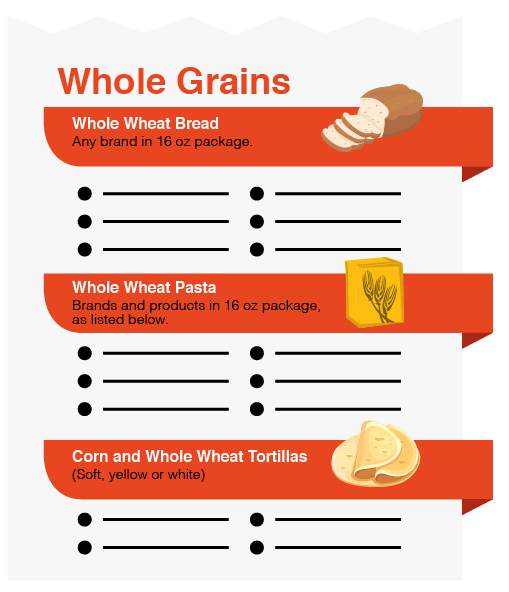 Whole Grains
Whole Wheat Bread
Any brand in 16 oz package.
Whole Wheat Pasta
Brands and products in 16 oz package,
as listed below.
Corn and Whole Wheat Tortillas
(Soft, yellow or white)